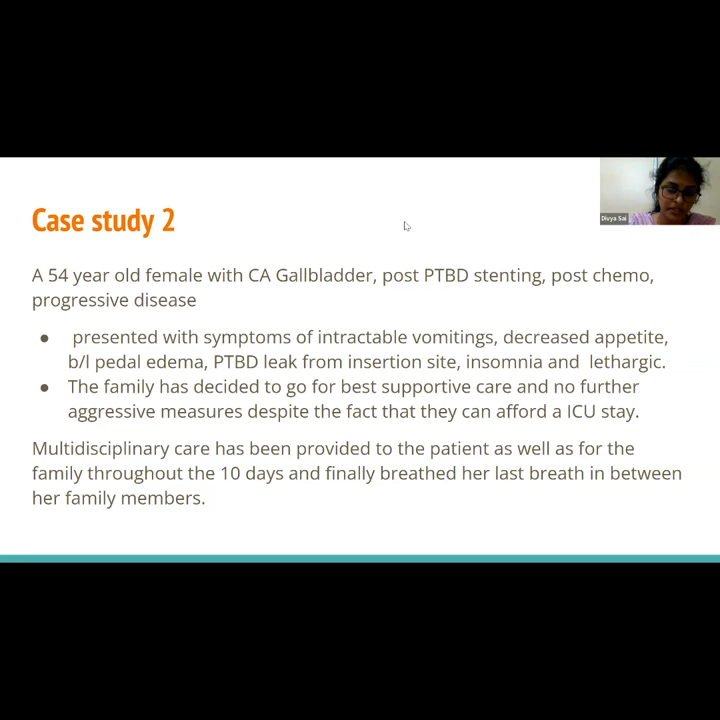 Case study 2
Divya Sai
A 54 year old female with CA Gallbladder, post PTBD stenting, post chemo,
progressive disease
● presented with symptoms of intractable vomitings, decreased appetite,
b/l pedal edema, PTBD leak from insertion site, insomnia and lethargic.
● The family has decided to go for best supportive care and no further
aggressive measures despite the fact that they can afford a ICU stay.
Multidisciplinary care has been provided to the patient as well as for the
family throughout the 10 days and finally breathed her last breath in between
her family members.